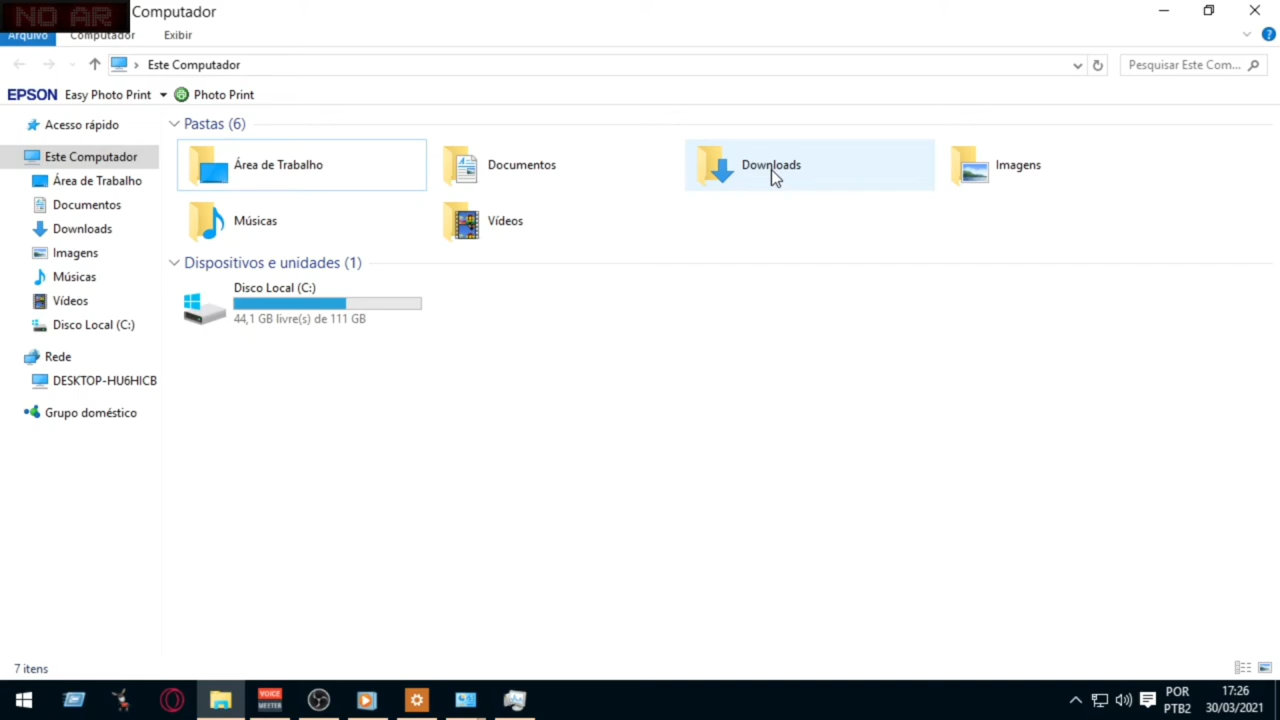 NO AR
Computador
Arquivo Computador Exibir
Este Computador
Pesquisar Este Com...
EPSON Easy Photo Print Photo Print
Acesso rápido
Este Computador
Área de Trabalho
Documentos
Downloads
Imagens
Músicas
Vídeos
Disco Local (C:)
Rede
DESKTOP-HU6HICB
Grupo doméstico
Pastas (6)
Área de Trabalho
Documentos
Downloads
Imagens
Músicas
Vídeos
Dispositivos e unidades (1)
Disco Local (C:)
44,1 GB livre(s) de 111 GB
7 itens
VOICE
MEETER
POR
PTB2
17:26
30/03/2021